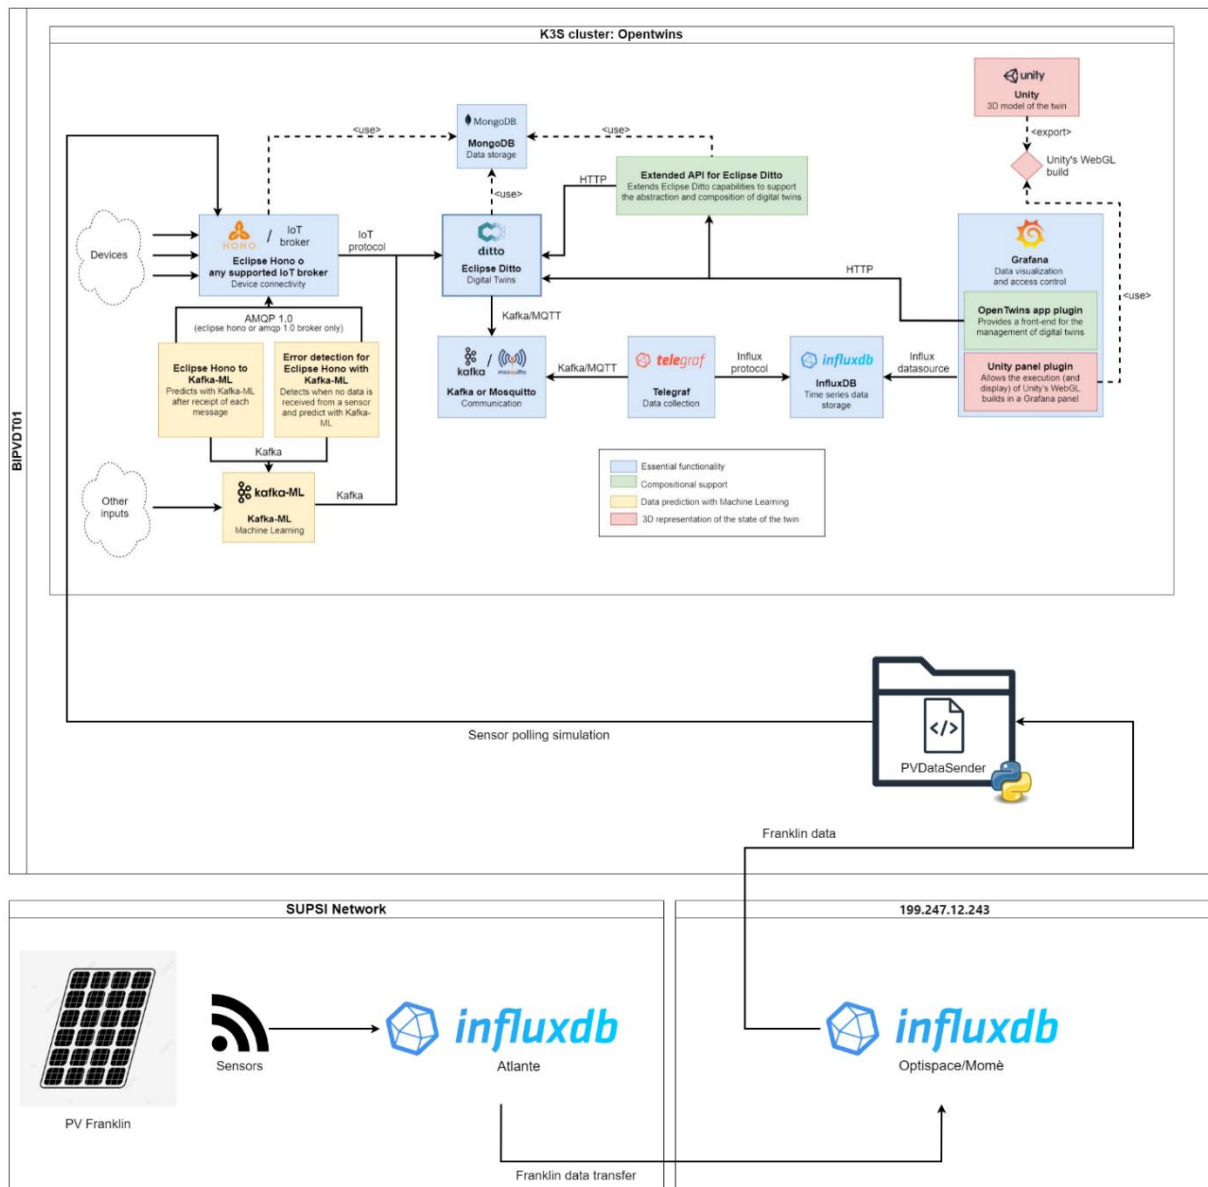 K3S cluster: Opentwins
unity
Unity
3D model of the twin
<export>
Unity's WebGL
build
MongoDB.
MongoDB
Data storage
<use>
<use>
<use>
Extended API for Eclipse Ditto
Extends Eclipse Ditto capabilities to support
the abstraction and composition of digital twins
HTTP
Devices
HONO
/
IoT
broker
Eclipse Hono o
any supported IoT broker
Device connectivity
IoT
protocol
ditto
Eclipse Ditto
Digital Twins
HTTP
Grafana
Data visualization
and access control
<use>
OpenTwins app plugin
Provides a front-end for the
management of digital twins
Unity panel plugin
Allows the execution (and
display) of Unity's WebGL
builds in a Grafana panel
AMQP 1.0
(eclipse hono or amqp 1.0 broker only)
Kafka/MQTT
Eclipse Hono to
Kafka-ML
Predicts with Kafka-ML
after receipt of each
message
Error detection for
Eclipse Hono with
Kafka-ML
Detects when no data is
received from a sensor
and predict with Kafka-
ML
kafka
/
mosquitto
Kafka or Mosquitto
Communication
Kafka/MQTT
telegraf
Telegraf
Data collection
Influx
protocol
influxdb
InfluxDB
Time series data
storage
Influx
datasource
Kafka
Other
inputs
kafka-ML
Kafka-ML
Machine Learning
Kafka
Essential functionality
Compositional support
Data prediction with Machine Learning
3D representation of the state of the twin
BIPVDT01
Sensor polling simulation
</>
PVDataSender
Franklin data
SUPSI Network
199.247.12.243
PV Franklin
Sensors
influxdb
Atlante
influxdb
Optispace/Momè
Franklin data transfer